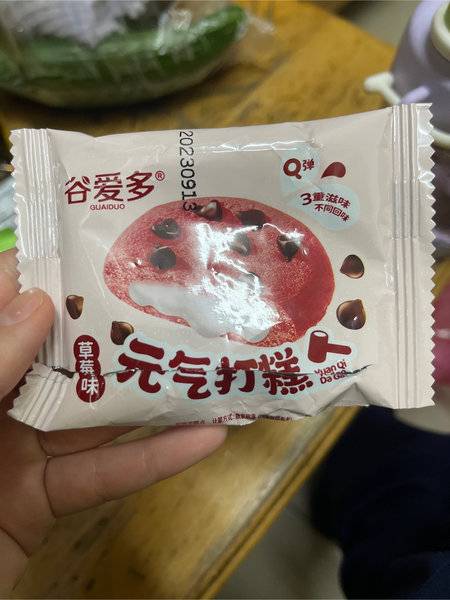 20230913
谷爱多®
GUAIDUO
Q弹
3重滋味
不同回味
草莓味
元气打糕
Yuan Qi
Da Gao